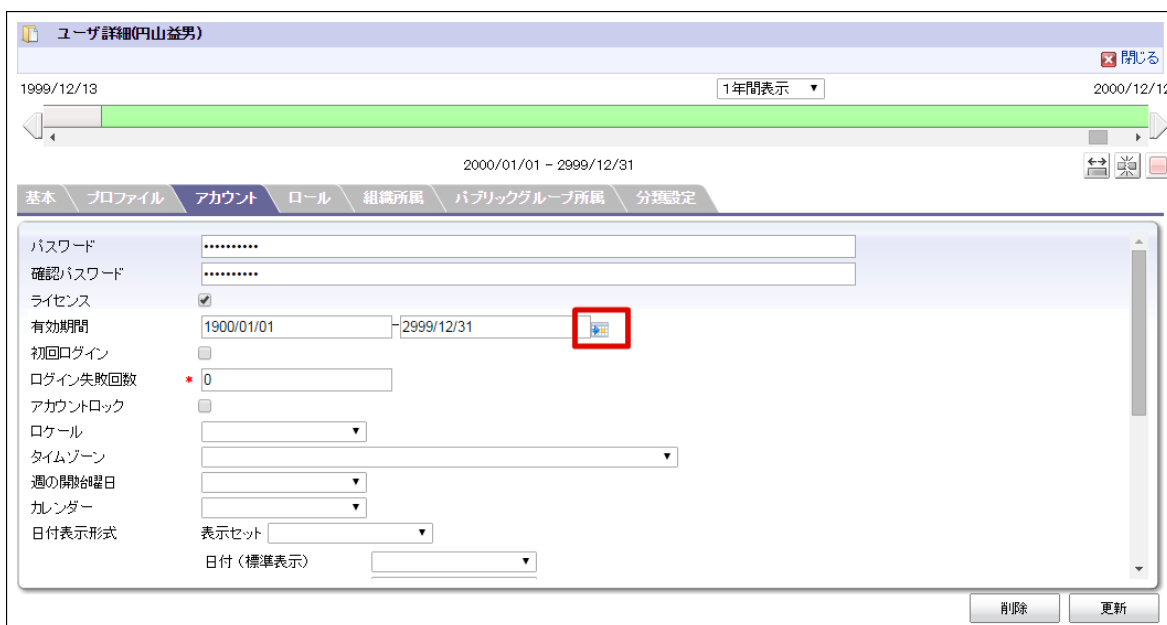 ユーザ詳細(円山益男)
閉じる
1999/12/13 1年間表示 2000/12/12
2000/01/01 - 2999/12/31
基本 プロファイル アカウント ロール 組織所属 パブリックグループ所属 分類設定
パスワード ••••••••••
確認パスワード ••••••••••
ライセンス
有効期間 1900/01/01 - 2999/12/31
初回ログイン
ログイン失敗回数 * 0
アカウントロック
ロケール
タイムゾーン
週の開始曜日
カレンダー
日付表示形式 表示セット
日付（標準表示）
削除 更新